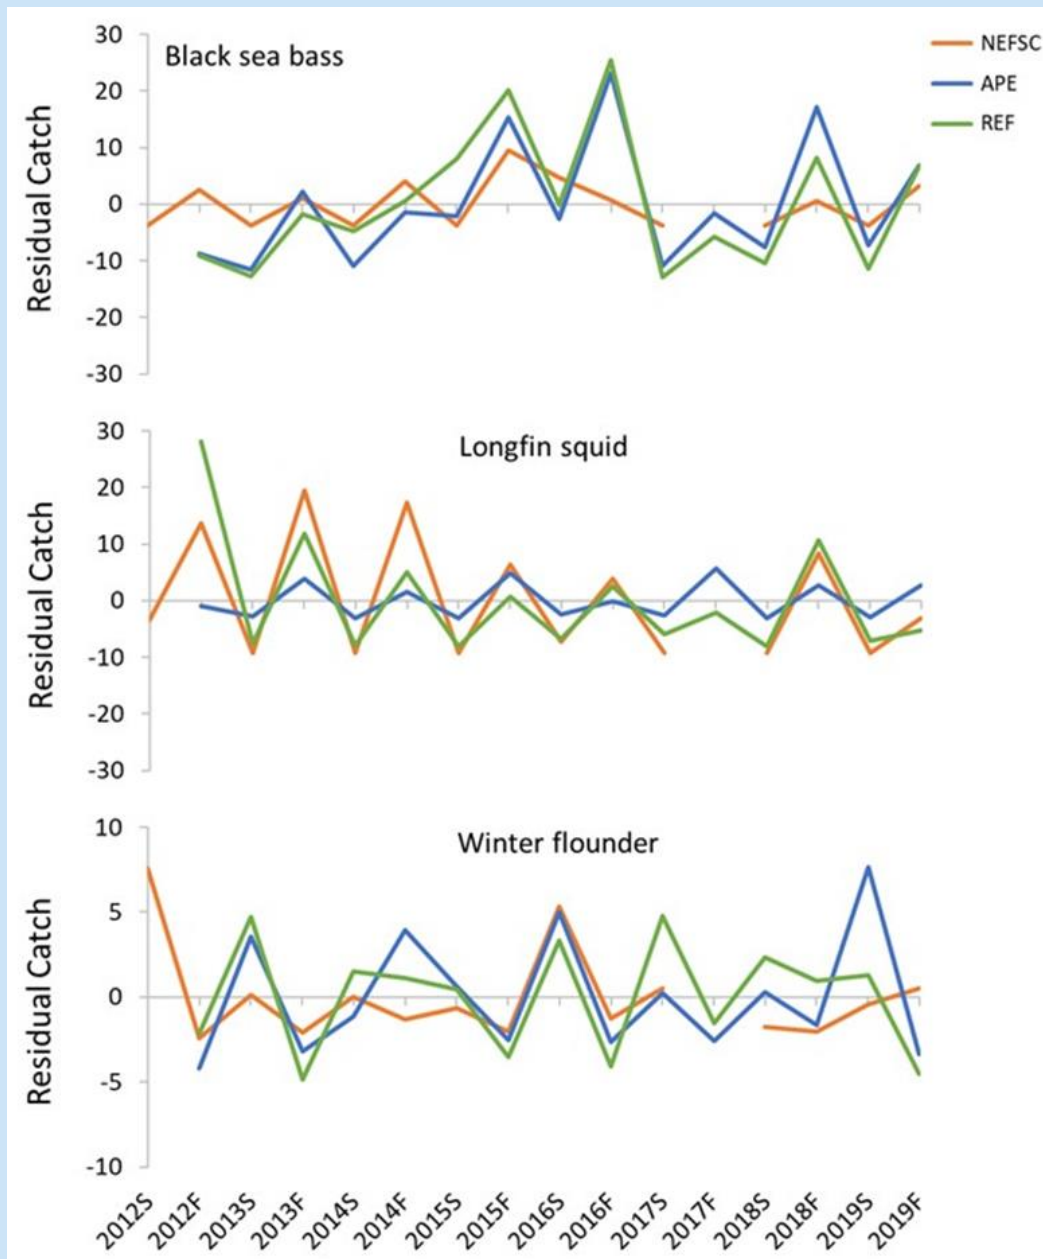 30
Black sea bass
20
10
0
-10
-20
-30
Residual Catch
NEFSC
APE
REF
30
Longfin squid
20
10
0
-10
-20
-30
Residual Catch
10
Winter flounder
5
0
-5
-10
Residual Catch
2012S
2012F
2013S
2013F
2014S
2014F
2015S
2015F
2016S
2016F
2017S
2017F
2018S
2018F
2019S
2019F